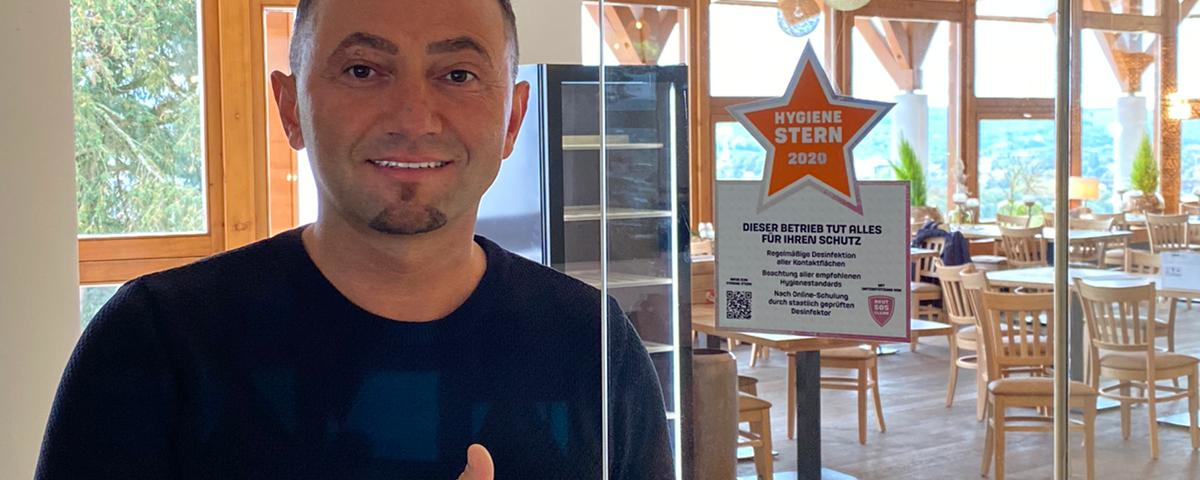 HYGIENE
STERN
2020
DIESER BETRIEB TUT ALLES
FÜR IHREN SCHUTZ
Regelmäßige Desinfektion
aller Kontaktflächen
Beachtung aller empfohlenen
Hygienestandards
Nach Online-Schulung
durch staatlich geprüften
Desinfektor